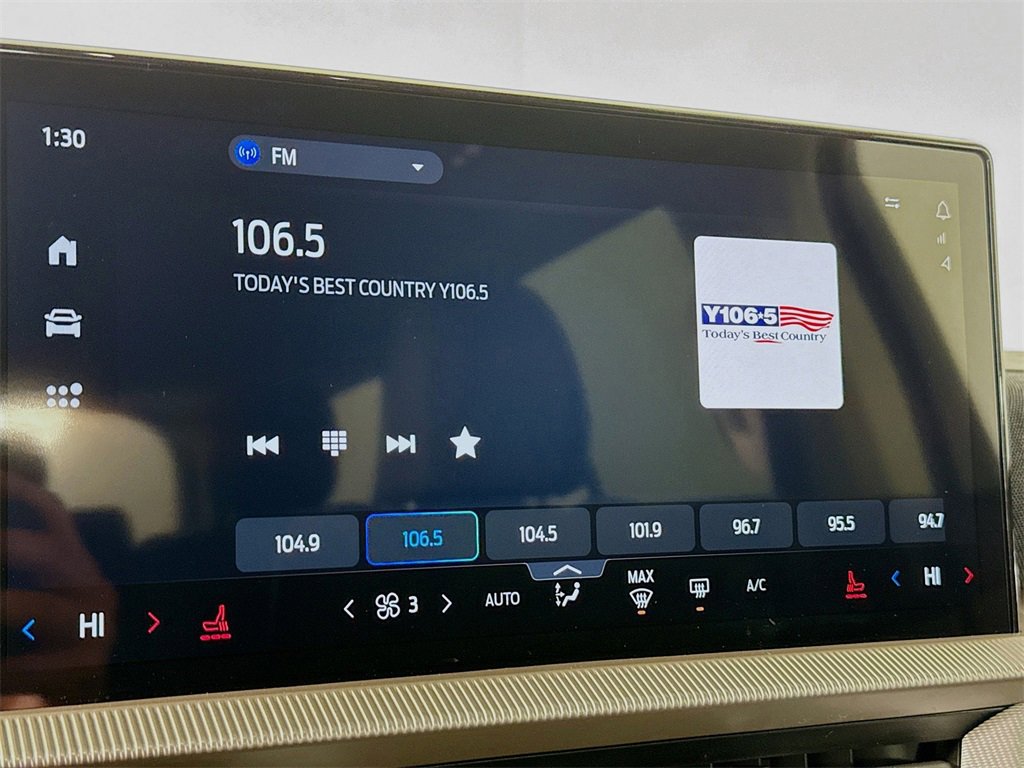 1:30
FM
106.5
TODAY'S BEST COUNTRY Y106.5
Y106★5
Today's Best Country
104.9 106.5 104.5 101.9 96.7 95.5 94.7
HI 3 AUTO MAX A/C HI